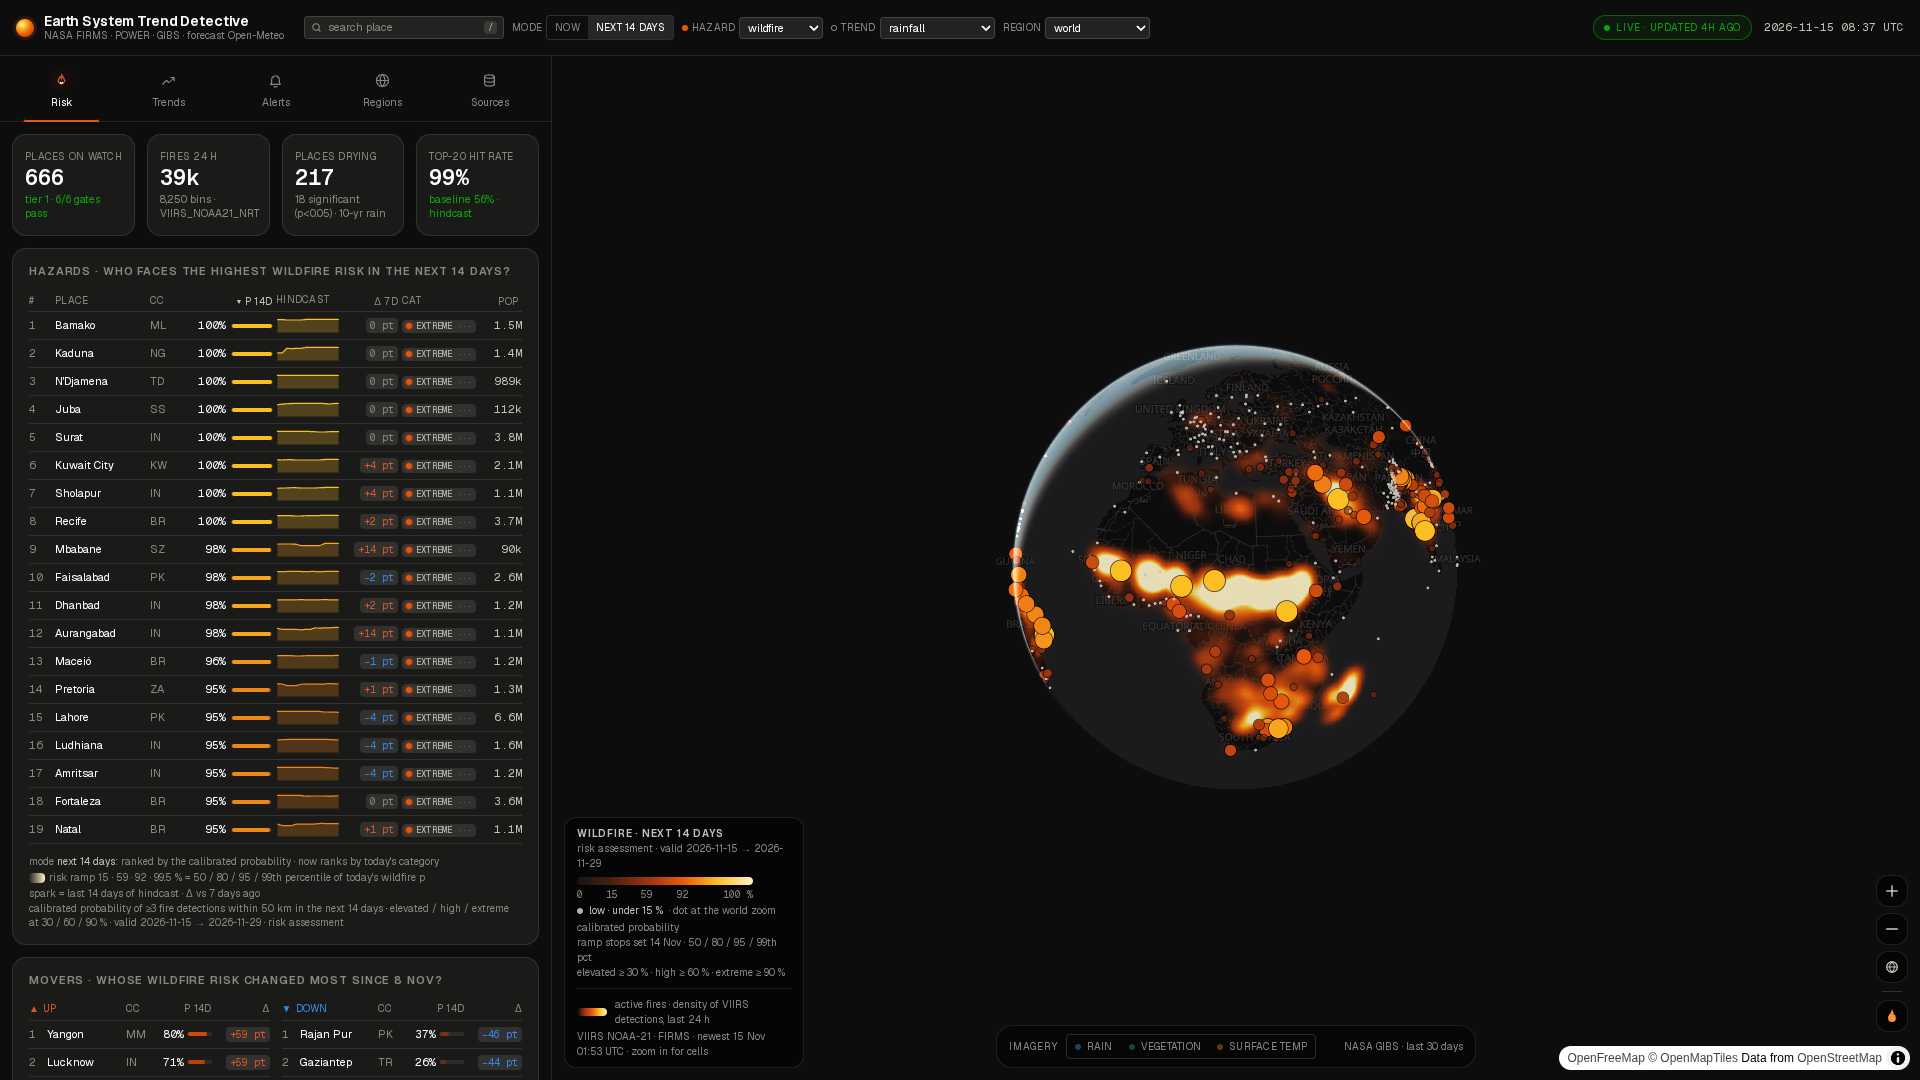 Earth System Trend Detective
NASA FIRMS · POWER · GIBS · forecast Open-Meteo
search place /
MODE NOW NEXT 14 DAYS
HAZARD wildfire
TREND rainfall
REGION world
LIVE · UPDATED 4H AGO
2026-11-15 08:37 UTC
Risk
Trends
Alerts
Regions
Sources
PLACES ON WATCH
666
tier 1 · 6/6 gates
pass
FIRES 24 H
39k
8,250 bins ·
VIIRS_NOAA21_NRT
PLACES DRYING
217
18 significant
(p<0.05) · 10-yr rain
TOP-20 HIT RATE
99%
baseline 56% ·
hindcast
HAZARDS · WHO FACES THE HIGHEST WILDFIRE RISK IN THE NEXT 14 DAYS?
# PLACE CC ▼ P 14D HINDCAST Δ 7D CAT POP
1 Bamako ML 100% 0 pt EXTREME ··· 1.5M
2 Kaduna NG 100% 0 pt EXTREME ··· 1.4M
3 N'Djamena TD 100% 0 pt EXTREME ··· 989k
4 Juba SS 100% 0 pt EXTREME ··· 112k
5 Surat IN 100% 0 pt EXTREME ··· 3.8M
6 Kuwait City KW 100% +4 pt EXTREME ··· 2.1M
7 Sholapur IN 100% +4 pt EXTREME ··· 1.1M
8 Recife BR 100% +2 pt EXTREME ··· 3.7M
9 Mbabane SZ 98% +14 pt EXTREME ··· 90k
10 Faisalabad PK 98% −2 pt EXTREME ··· 2.6M
11 Dhanbad IN 98% +2 pt EXTREME ··· 1.2M
12 Aurangabad IN 98% +14 pt EXTREME ··· 1.1M
13 Maceió BR 96% −1 pt EXTREME ··· 1.2M
14 Pretoria ZA 95% +1 pt EXTREME ··· 1.3M
15 Lahore PK 95% −4 pt EXTREME ··· 6.6M
16 Ludhiana IN 95% −4 pt EXTREME ··· 1.6M
17 Amritsar IN 95% −4 pt EXTREME ··· 1.2M
18 Fortaleza BR 95% 0 pt EXTREME ··· 3.6M
19 Natal BR 95% +1 pt EXTREME ··· 1.1M
mode next 14 days: ranked by the calibrated probability · now ranks by today's category
risk ramp 15 · 59 · 92 · 99.5 % = 50 / 80 / 95 / 99th percentile of today's wildfire p
spark = last 14 days of hindcast · Δ vs 7 days ago
calibrated probability of ≥3 fire detections within 50 km in the next 14 days · elevated / high / extreme
at 30 / 60 / 90 % · valid 2026-11-15 → 2026-11-29 · risk assessment
MOVERS · WHOSE WILDFIRE RISK CHANGED MOST SINCE 8 NOV?
▲ UP CC P 14D Δ ▼ DOWN CC P 14D Δ
1 Yangon MM 80% +59 pt 1 Rajan Pur PK 37% −46 pt
2 Lucknow IN 71% +59 pt 2 Gaziantep TR 26% −44 pt
GREENLAND
ICELAND
FINLAND
RUSSIA
РОССИЯ
UNITED KINGDOM
UKRAINE
УКРАЇНА
KAZAKHSTAN
ҚАЗАҚСТАН
CHINA
中国
ITALY
TURKEY
TURKMENISTAN
MOROCCO
المغرب
TUNISIA
NIGER
CHAD
YEMEN
MALAYSIA
EQUATORIAL GUINEA
KENYA
WILDFIRE · NEXT 14 DAYS
risk assessment · valid 2026-11-15 → 2026-
11-29
0 15 59 92 100 %
low · under 15 % · dot at the world zoom
calibrated probability
ramp stops set 14 Nov · 50 / 80 / 95 / 99th
pct
elevated ≥ 30 % · high ≥ 60 % · extreme ≥ 90 %
active fires · density of VIIRS
detections, last 24 h
VIIRS NOAA-21 · FIRMS · newest 15 Nov
01:53 UTC · zoom in for cells
IMAGERY RAIN VEGETATION SURFACE TEMP NASA GIBS · last 30 days
OpenFreeMap © OpenMapTiles Data from OpenStreetMap